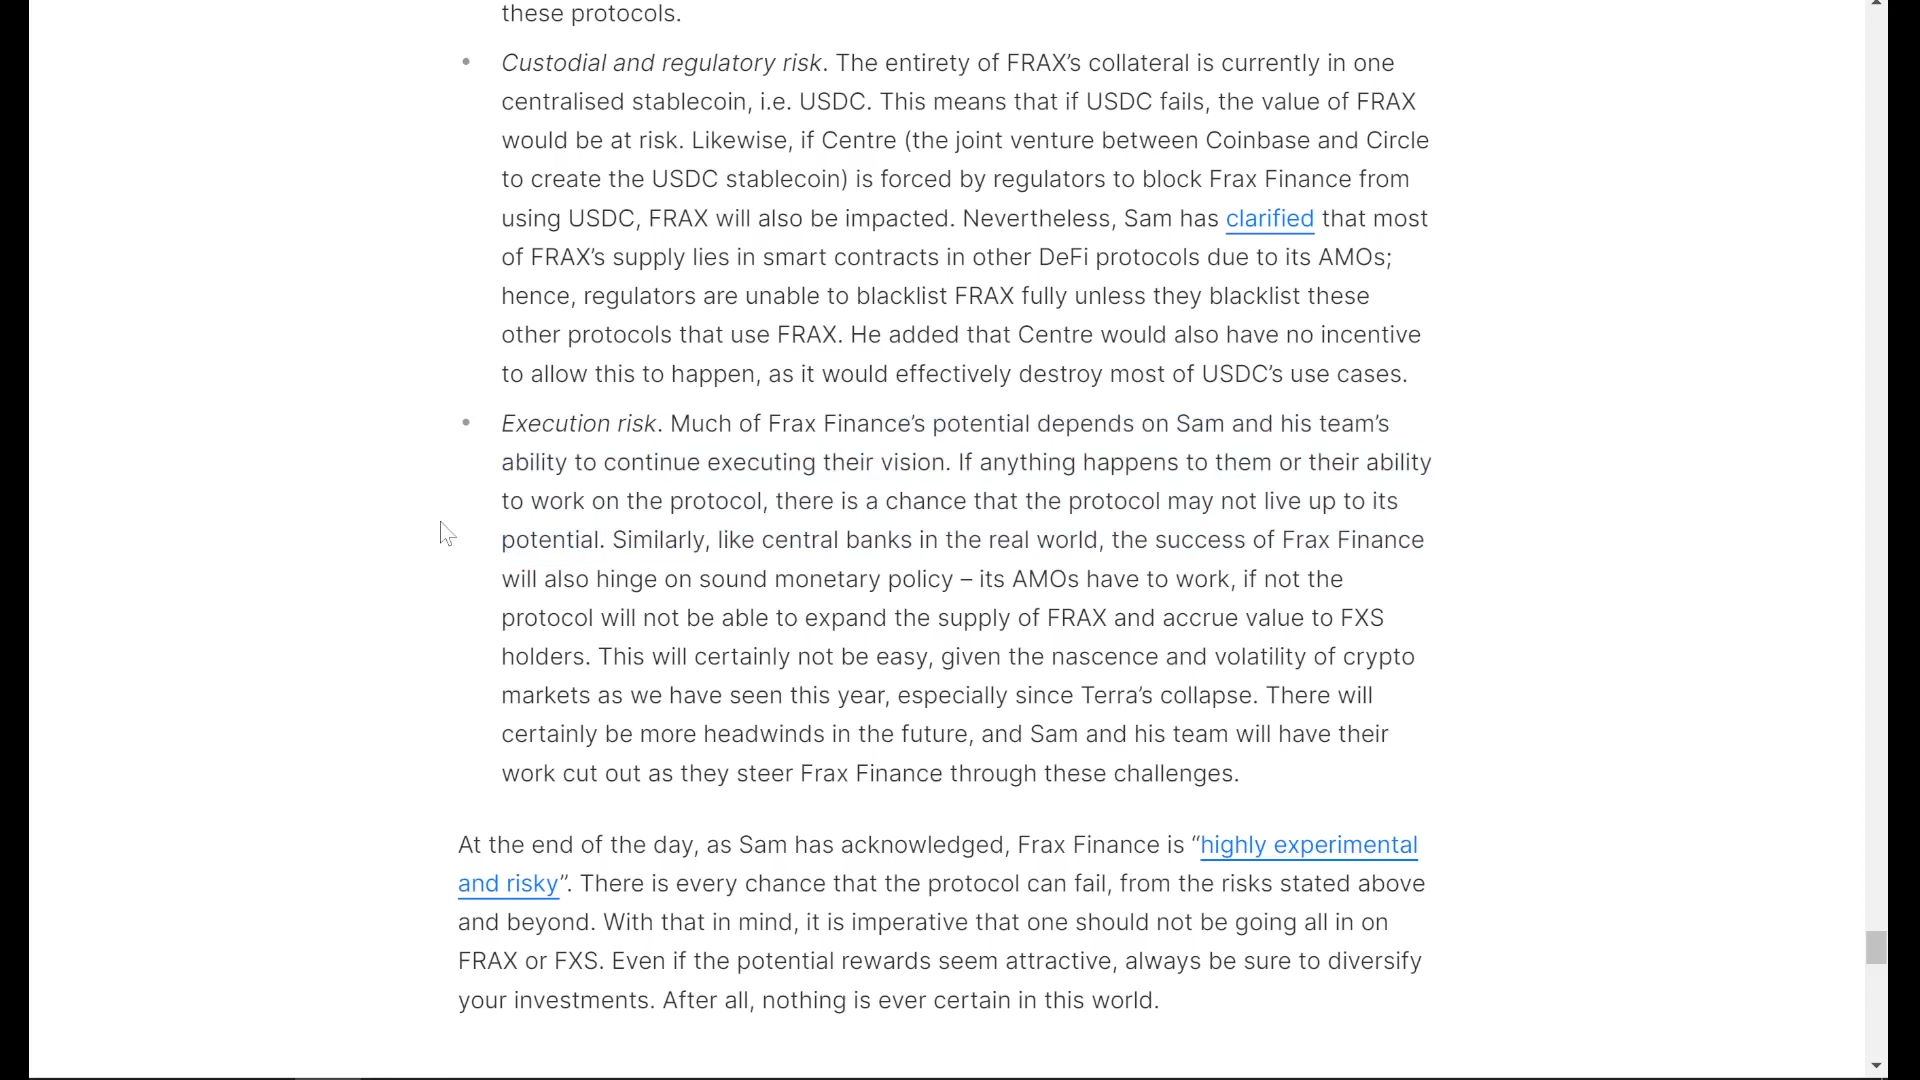 these protocols.
• Custodial and regulatory risk. The entirety of FRAX’s collateral is currently in one
centralised stablecoin, i.e. USDC. This means that if USDC fails, the value of FRAX
would be at risk. Likewise, if Centre (the joint venture between Coinbase and Circle
to create the USDC stablecoin) is forced by regulators to block Frax Finance from
using USDC, FRAX will also be impacted. Nevertheless, Sam has clarified that most
of FRAX’s supply lies in smart contracts in other DeFi protocols due to its AMOs;
hence, regulators are unable to blacklist FRAX fully unless they blacklist these
other protocols that use FRAX. He added that Centre would also have no incentive
to allow this to happen, as it would effectively destroy most of USDC’s use cases.
• Execution risk. Much of Frax Finance’s potential depends on Sam and his team’s
ability to continue executing their vision. If anything happens to them or their ability
to work on the protocol, there is a chance that the protocol may not live up to its
potential. Similarly, like central banks in the real world, the success of Frax Finance
will also hinge on sound monetary policy – its AMOs have to work, if not the
protocol will not be able to expand the supply of FRAX and accrue value to FXS
holders. This will certainly not be easy, given the nascence and volatility of crypto
markets as we have seen this year, especially since Terra’s collapse. There will
certainly be more headwinds in the future, and Sam and his team will have their
work cut out as they steer Frax Finance through these challenges.
At the end of the day, as Sam has acknowledged, Frax Finance is “highly experimental
and risky”. There is every chance that the protocol can fail, from the risks stated above
and beyond. With that in mind, it is imperative that one should not be going all in on
FRAX or FXS. Even if the potential rewards seem attractive, always be sure to diversify
your investments. After all, nothing is ever certain in this world.